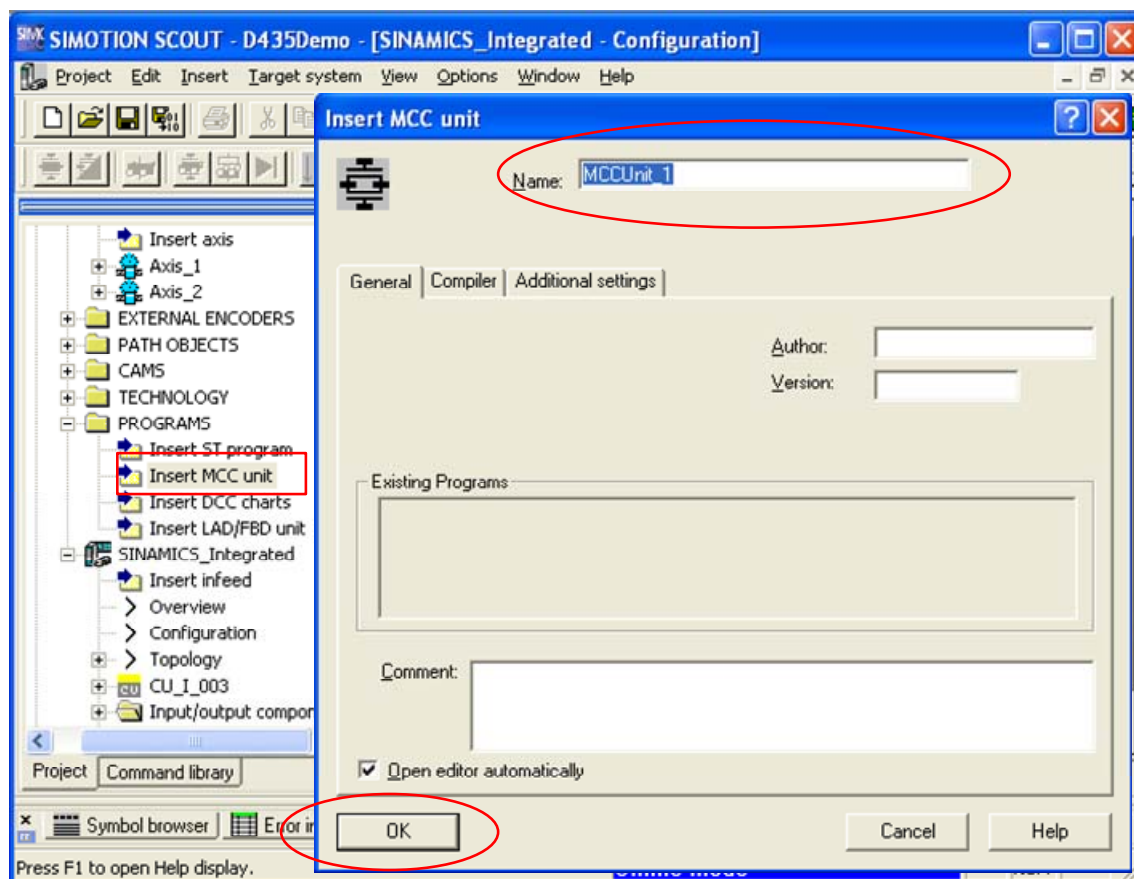 SIMOTION SCOUT - D435Demo - [SINAMICS_Integrated - Configuration]
Project Edit Insert Target system View Options Window Help
Insert MCC unit
Name: MCCUnit_1
General Compiler Additional settings
Author:
Version:
Existing Programs
Comment:
Open editor automatically
OK Cancel Help
Insert axis
Axis_1
Axis_2
EXTERNAL ENCODERS
PATH OBJECTS
CAMS
TECHNOLOGY
PROGRAMS
Insert ST program
Insert MCC unit
Insert DCC charts
Insert LAD/FBD unit
SINAMICS_Integrated
Insert infeed
Overview
Configuration
Topology
CU_I_003
Input/output compor
Project Command library
Symbol browser Error ir
Press F1 to open Help display.